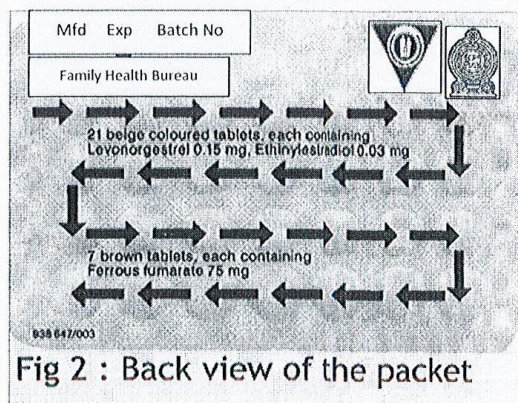 Mfd Exp Batch No
Family Health Bureau
21 beige coloured tablets, each containing
Levonorgestrel 0.15 mg, Ethinylestradiol 0.03 mg
7 brown tablets, each containing
Ferrous fumarate 75 mg
938 647/003
Fig 2 : Back view of the packet